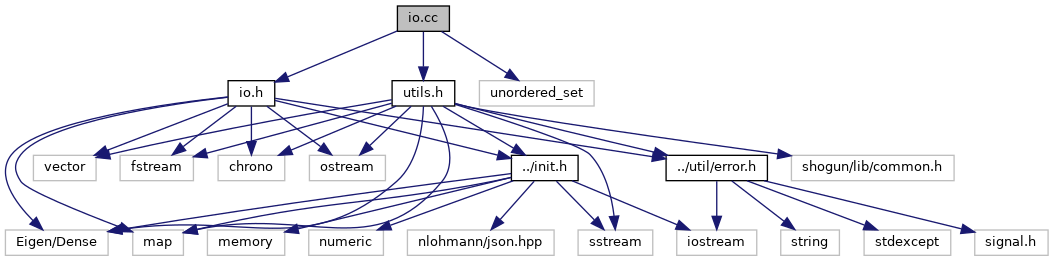 io.cc
io.h
utils.h
unordered_set
vector
fstream
chrono
ostream
../init.h
../util/error.h
shogun/lib/common.h
Eigen/Dense
map
memory
numeric
nlohmann/json.hpp
sstream
iostream
string
stdexcept
signal.h